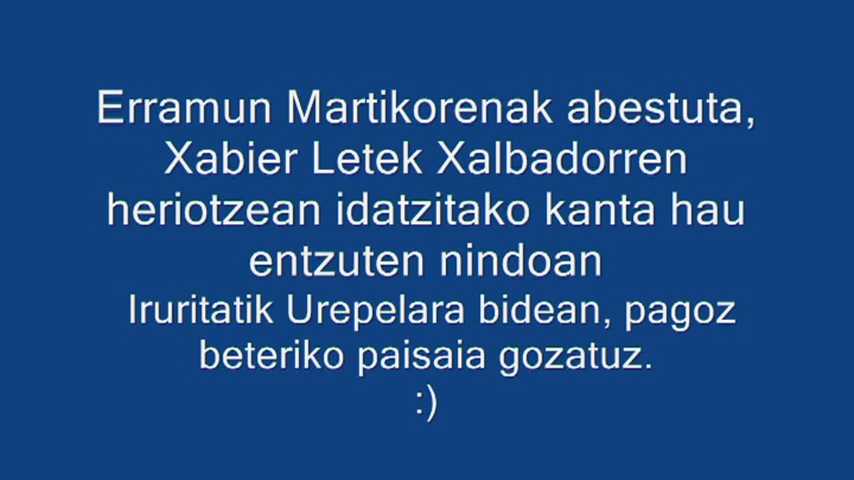 Erramun Martikorenak abestuta,
Xabier Letek Xalbadorren
heriotzean idatzitako kanta hau
entzuten nindoan
Iruritatik Urepelara bidean, pagoz
beteriko paisaia gozatuz.
:)